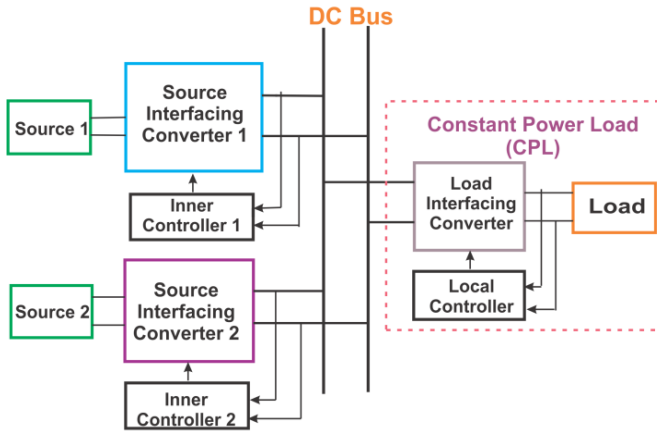 DC Bus
Source 1
Source
Interfacing
Converter 1
Inner
Controller 1
Source 2
Source
Interfacing
Converter 2
Inner
Controller 2
Constant Power Load
(CPL)
Load
Interfacing
Converter
Load
Local
Controller